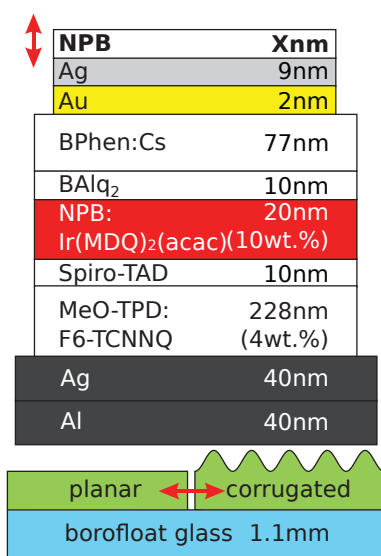 NPB Xnm
Ag 9nm
Au 2nm
BPhen:Cs 77nm
BAlq₂ 10nm
NPB: 20nm
Ir(MDQ)₂(acac)(10wt.%)
Spiro-TAD 10nm
MeO-TPD: 228nm
F6-TCNNQ (4wt.%)
Ag 40nm
Al 40nm
planar corrugated
borofloat glass 1.1mm